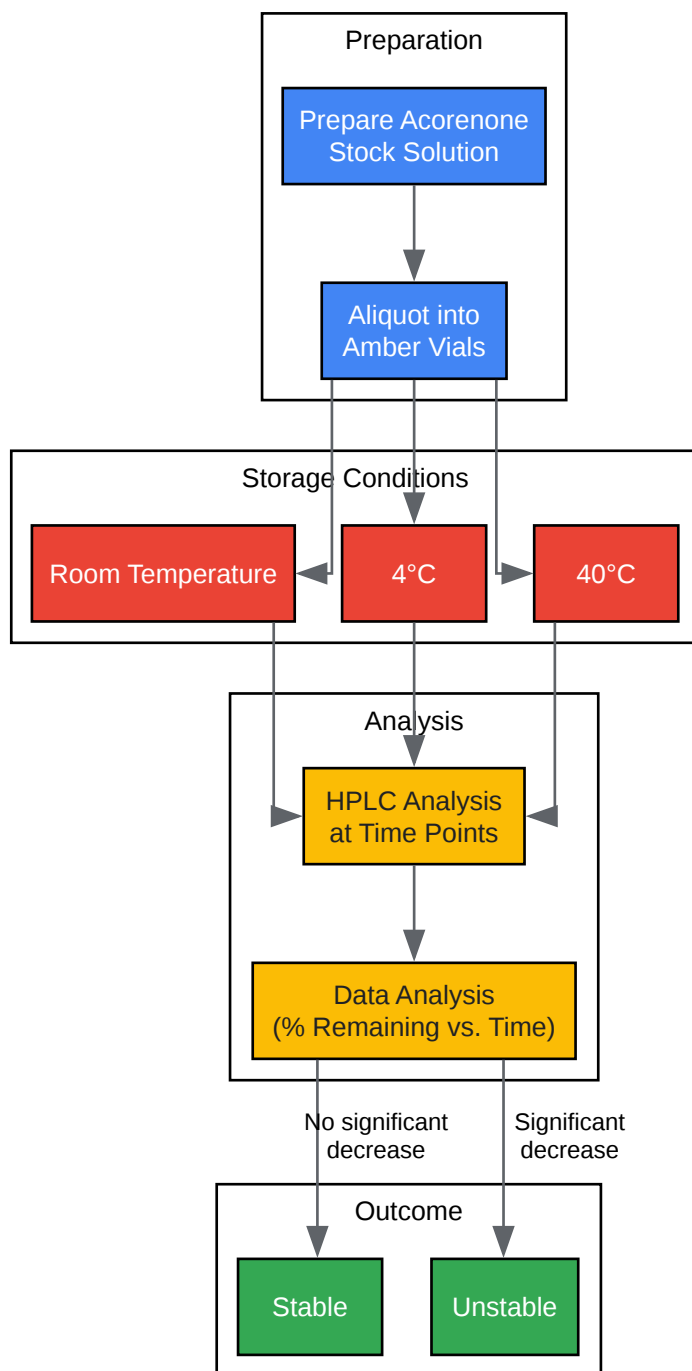 Preparation
Prepare Acorenone
Stock Solution
Aliquot into
Amber Vials
Storage Conditions
Room Temperature
4°C
40°C
Analysis
HPLC Analysis
at Time Points
Data Analysis
(% Remaining vs. Time)
No significant
decrease
Significant
decrease
Outcome
Stable
Unstable